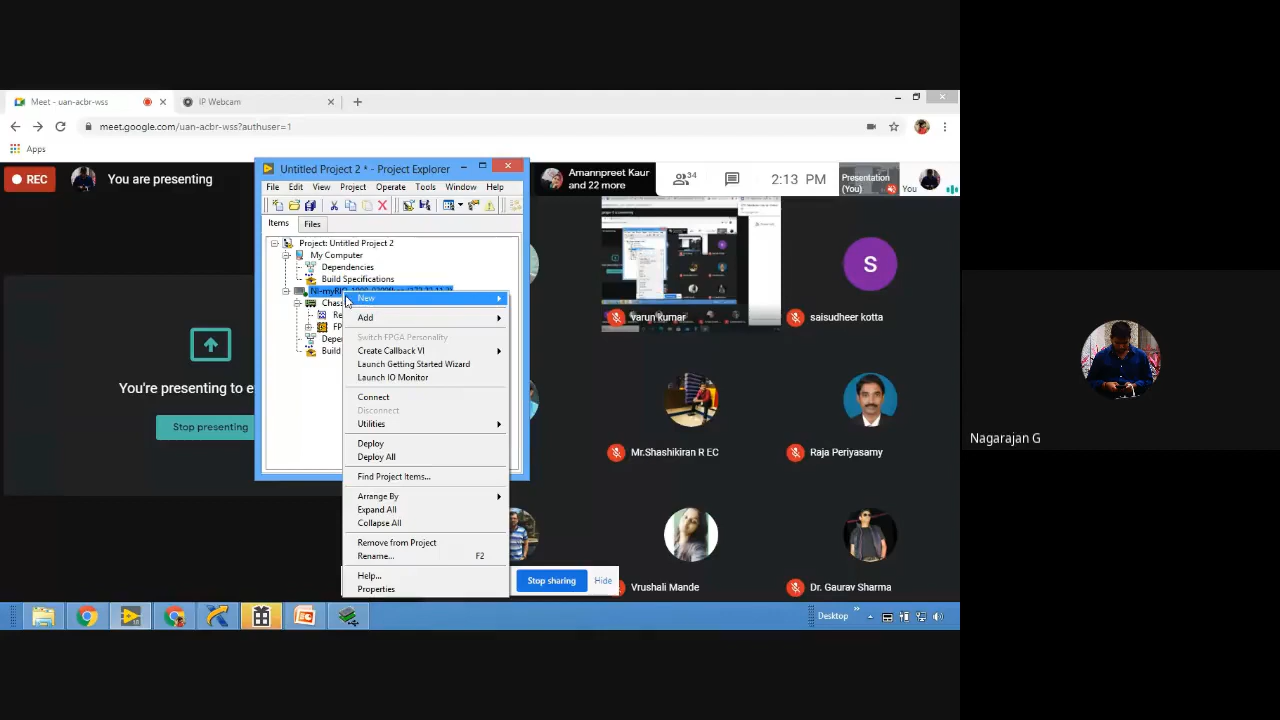 Meet - uan-acbr-wss
IP Webcam
meet.google.com/uan-acbr-wss?authuser=1
Apps
REC
You are presenting
Untitled Project 2 * - Project Explorer
File Edit View Project Operate Tools Window Help
Items Files
Project: Untitled Project 2
My Computer
Dependencies
Build Specifications
Build
New
Add
Switch FPGA Personality
Create Callback VI
Launch Getting Started Wizard
Launch IO Monitor
Connect
Disconnect
Utilities
Deploy
Deploy All
Find Project Items...
Arrange By
Expand All
Collapse All
Remove from Project
Rename... F2
Help...
Properties
You're presenting to e
Stop presenting
Amannpreet Kaur
and 22 more
34
2:13 PM
Presentation
(You)
You
varun kumar
S
saisudheer kotta
Mr.Shashikiran R EC
Raja Periyasamy
Vrushali Mande
Dr. Gaurav Sharma
Stop sharing
Hide
Desktop
Nagarajan G